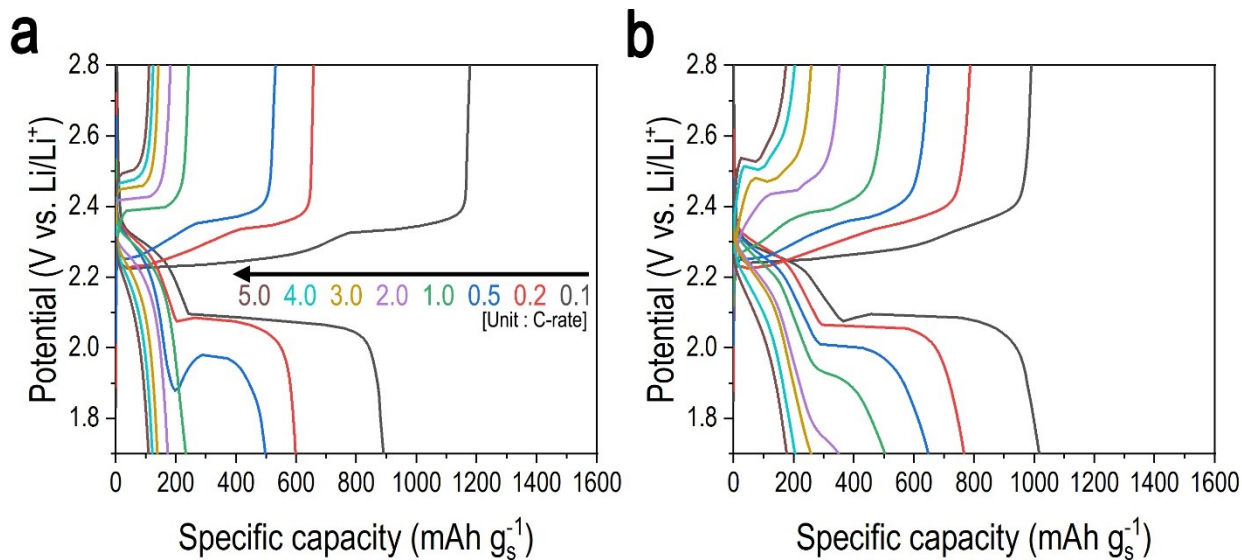 a
2.8
2.6
2.4
2.2
2.0
1.8
Potential (V vs. Li/Li⁺)
5.0 4.0 3.0 2.0 1.0 0.5 0.2 0.1
[Unit : C-rate]
0 200 400 600 800 1000 1200 1400 1600
Specific capacity (mAh gₛ⁻¹)
b
2.8
2.6
2.4
2.2
2.0
1.8
Potential (V vs. Li/Li⁺)
0 200 400 600 800 1000 1200 1400 1600
Specific capacity (mAh gₛ⁻¹)